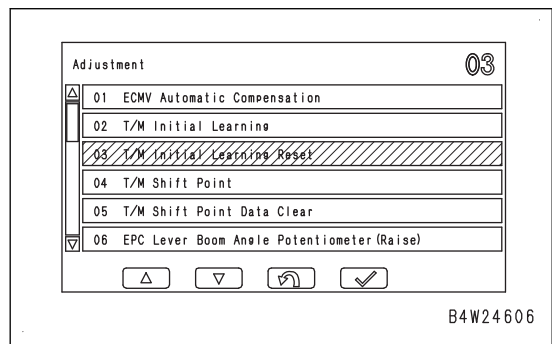 Adjustment 03
01 ECMV Automatic Compensation
02 T/M Initial Learning
03 T/M Initial Learning Reset
04 T/M Shift Point
05 T/M Shift Point Data Clear
06 EPC Lever Boom Angle Potentiometer(Raise)
B4W24606